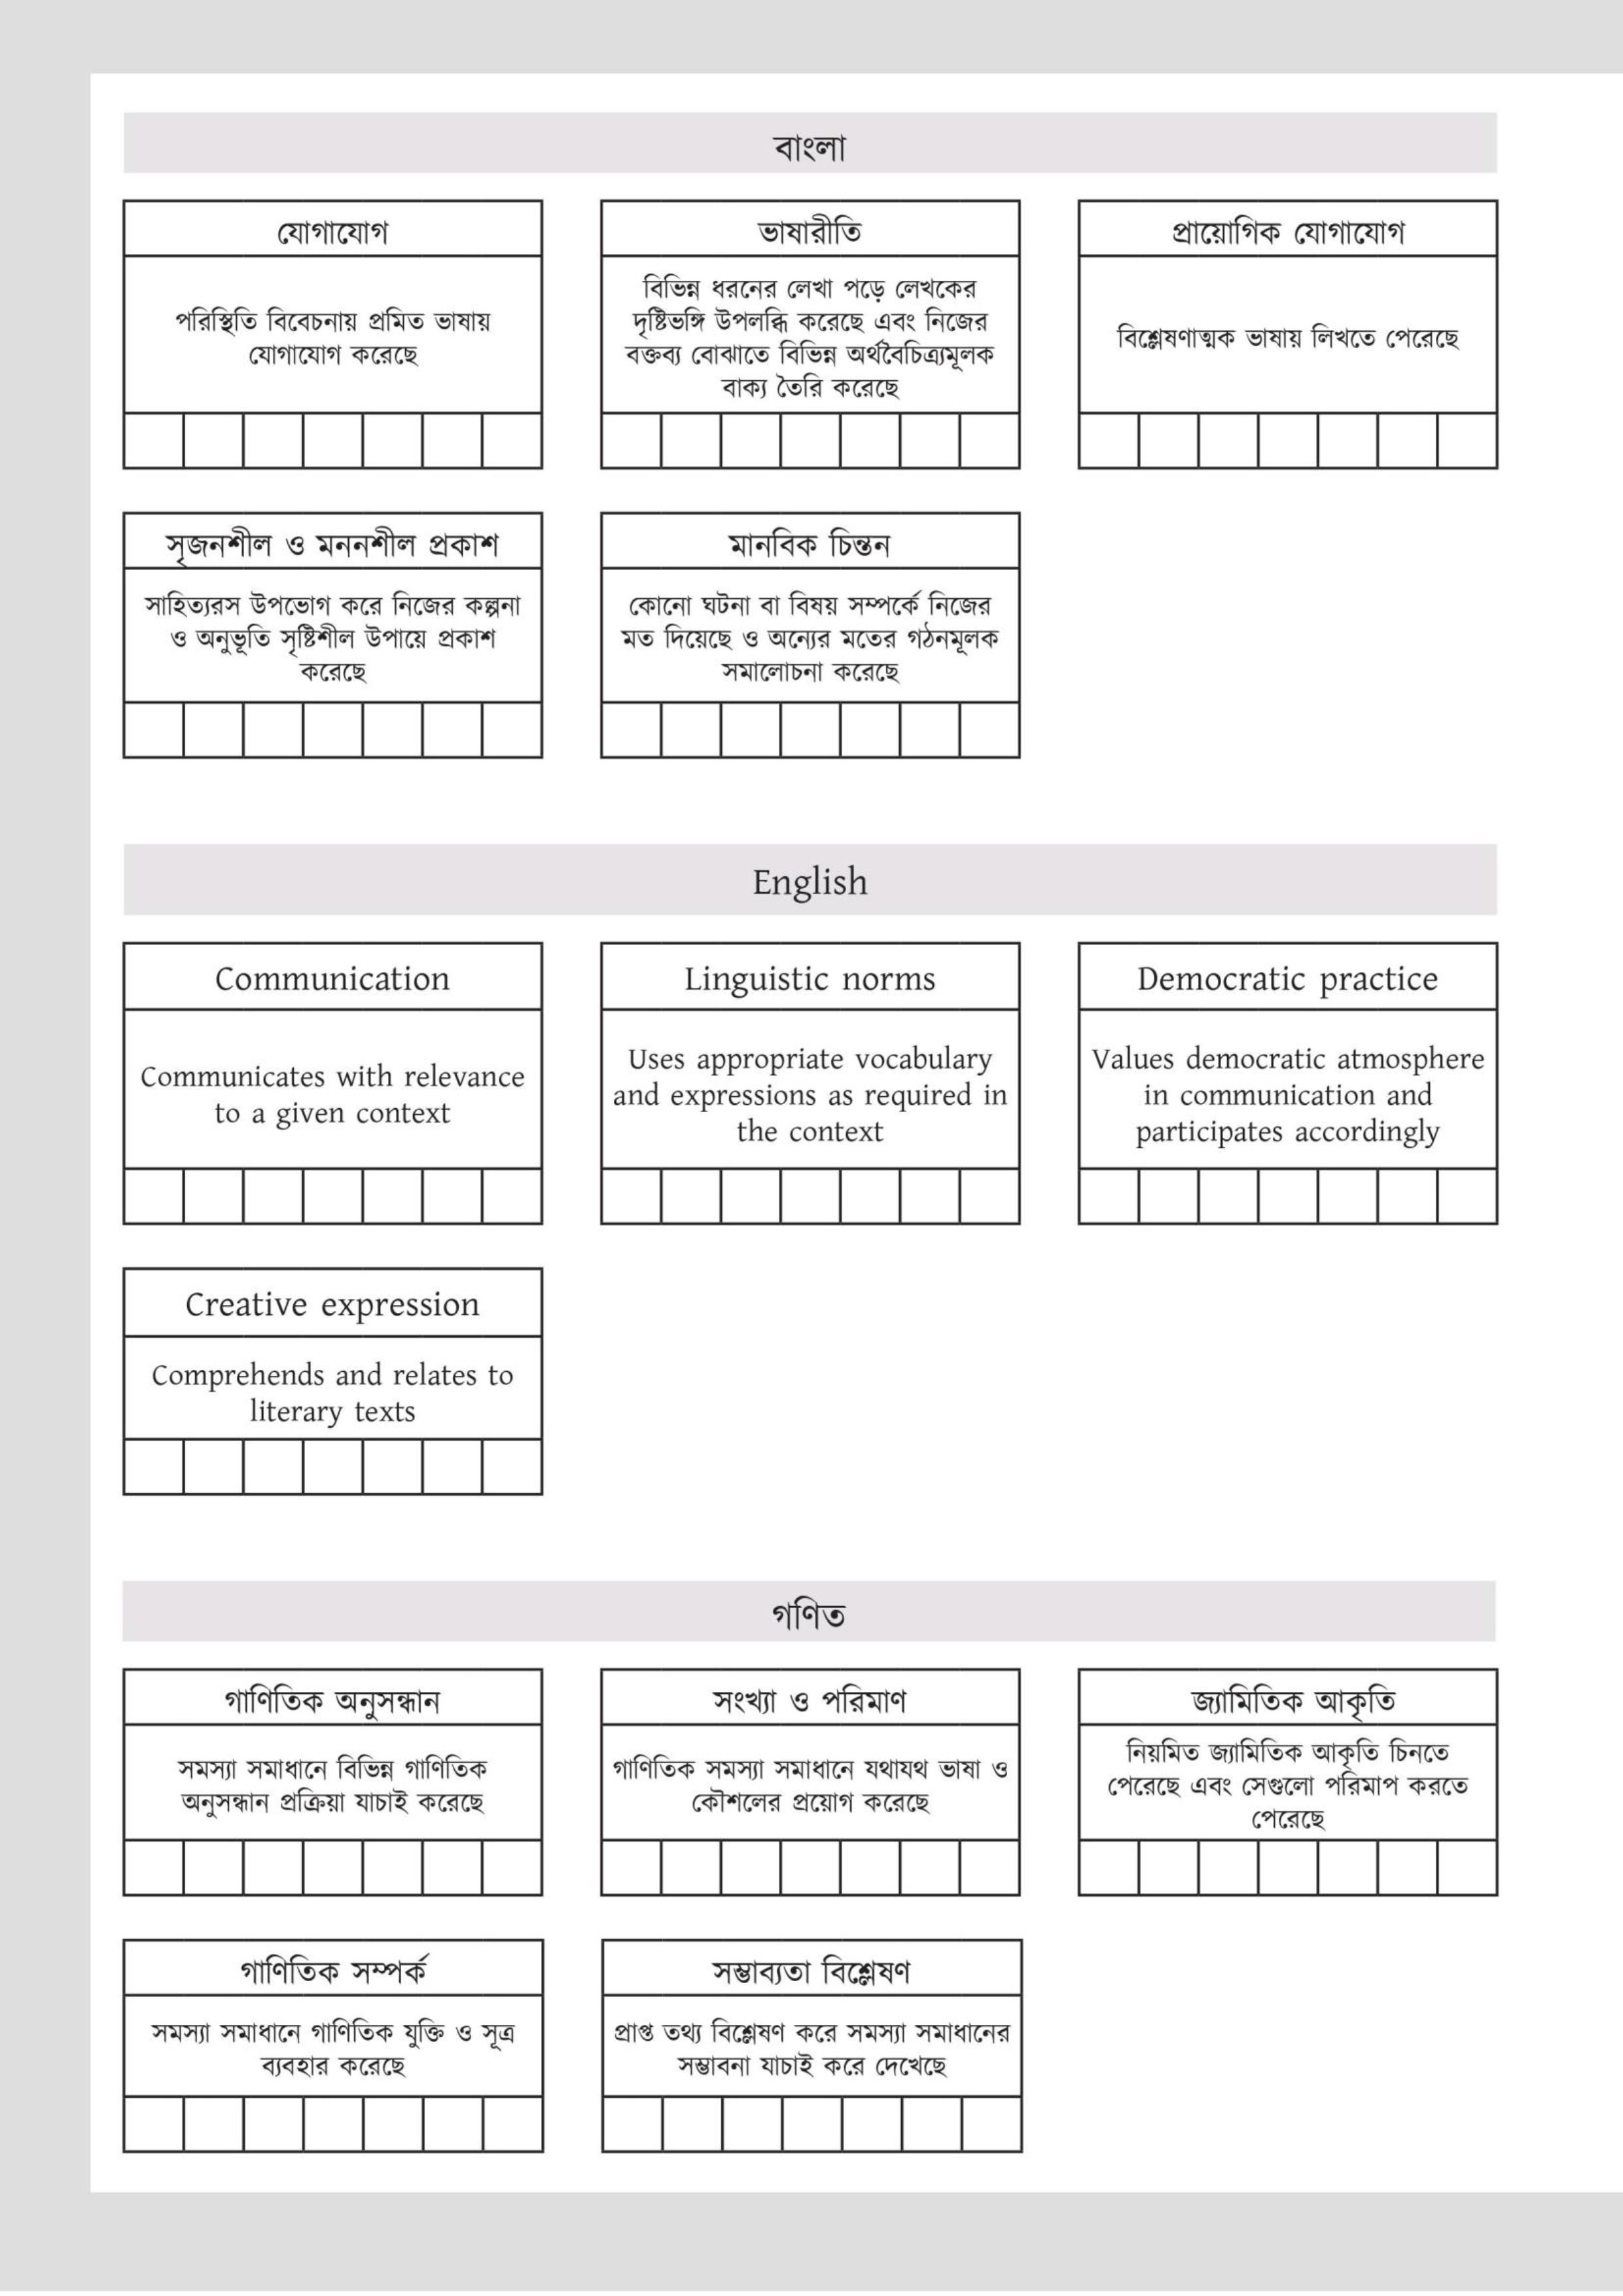 বাংলা
যোগাযোগ
পরিস্থিতি বিবেচনায় প্রমিত ভাষায়
যোগাযোগ করেছে
ভাষারীতি
বিভিন্ন ধরনের লেখা পড়ে লেখকের
দৃষ্টিভঙ্গি উপলব্ধি করেছে এবং নিজের
বক্তব্য বোঝাতে বিভিন্ন অর্থবৈচিত্র্যমূলক
বাক্য তৈরি করেছে
প্রায়োগিক যোগাযোগ
বিশ্লেষণাত্মক ভাষায় লিখতে পেরেছে
সৃজনশীল ও মননশীল প্রকাশ
সাহিত্যরস উপভোগ করে নিজের কল্পনা
ও অনুভূতি সৃষ্টিশীল উপায়ে প্রকাশ
করেছে
মানবিক চিন্তন
কোনো ঘটনা বা বিষয় সম্পর্কে নিজের
মত দিয়েছে ও অন্যের মতের গঠনমূলক
সমালোচনা করেছে
English
Communication
Communicates with relevance
to a given context
Linguistic norms
Uses appropriate vocabulary
and expressions as required in
the context
Democratic practice
Values democratic atmosphere
in communication and
participates accordingly
Creative expression
Comprehends and relates to
literary texts
গণিত
গাণিতিক অনুসন্ধান
সমস্যা সমাধানে বিভিন্ন গাণিতিক
অনুসন্ধান প্রক্রিয়া যাচাই করেছে
সংখ্যা ও পরিমাণ
গাণিতিক সমস্যা সমাধানে যথাযথ ভাষা ও
কৌশলের প্রয়োগ করেছে
জ্যামিতিক আকৃতি
নিয়মিত জ্যামিতিক আকৃতি চিনতে
পেরেছে এবং সেগুলো পরিমাপ করতে
পেরেছে
গাণিতিক সম্পর্ক
সমস্যা সমাধানে গাণিতিক যুক্তি ও সূত্র
ব্যবহার করেছে
সম্ভাব্যতা বিশ্লেষণ
প্রাপ্ত তথ্য বিশ্লেষণ করে সমস্যা সমাধানের
সম্ভাবনা যাচাই করে দেখেছে